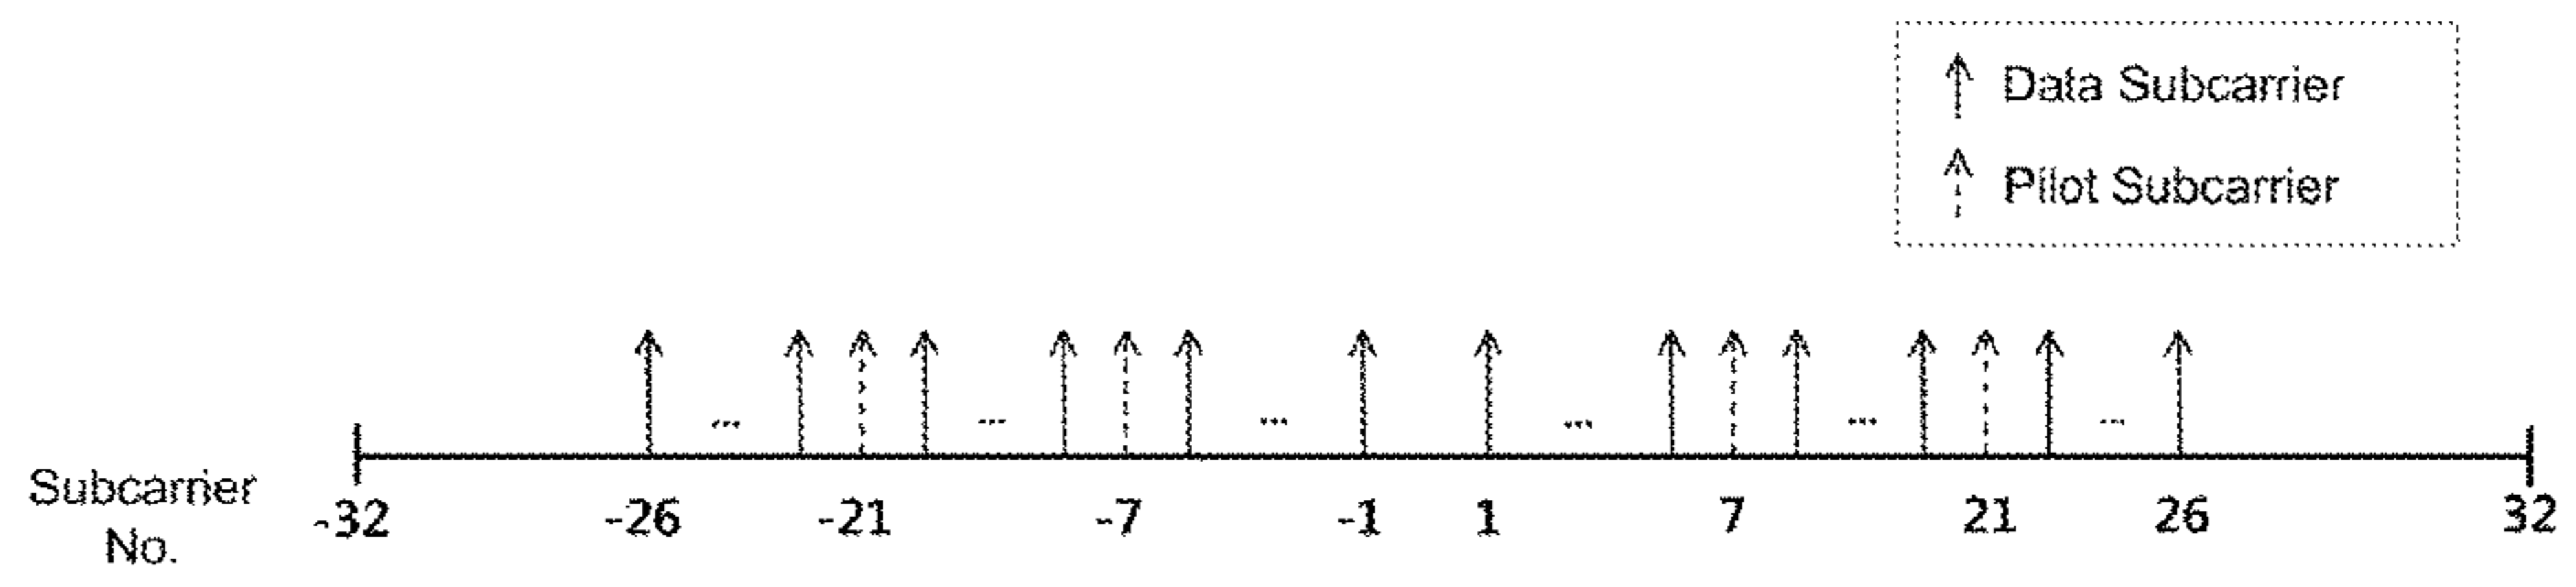 Data Subcarrier
Pilot Subcarrier
... ... ... ... ... ...
Subcarrier
No.
-32 -26 -21 -7 -1 1 7 21 26 32